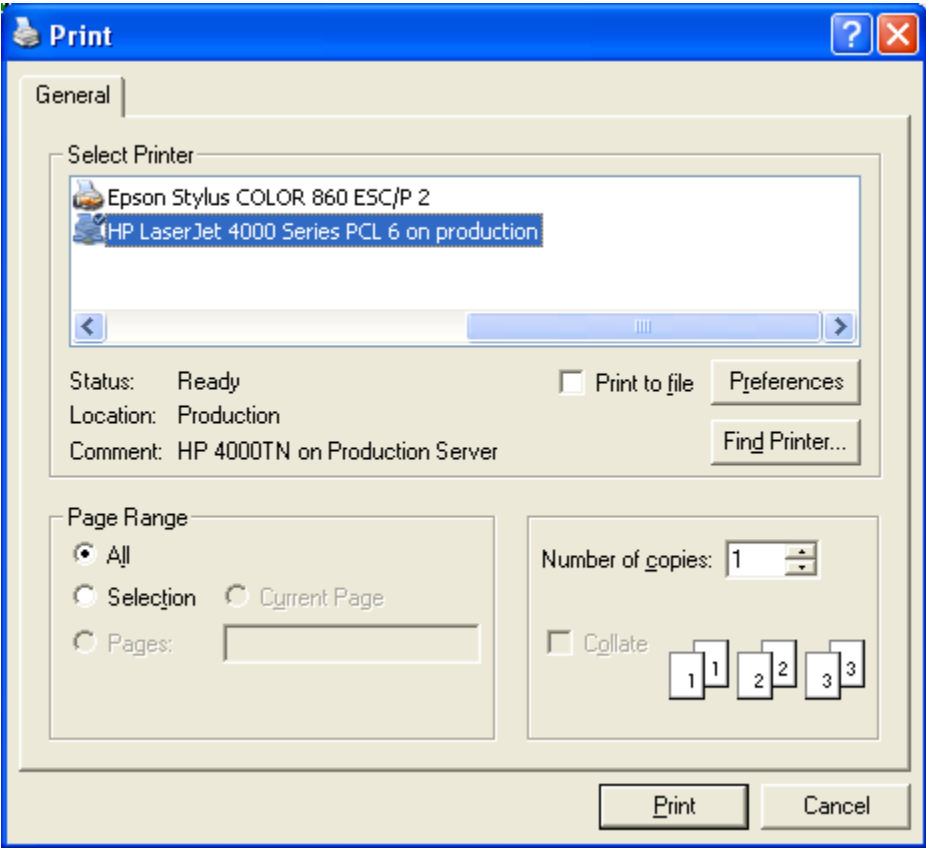 Print
General
Select Printer
Epson Stylus COLOR 860 ESC/P 2
HP LaserJet 4000 Series PCL 6 on production
Status: Ready
Print to file
Preferences
Location: Production
Comment: HP 4000TN on Production Server
Find Printer...
Page Range
All
Selection
Current Page
Pages:
Number of copies: 1
Collate
1 1 2 2 3 3
Print Cancel